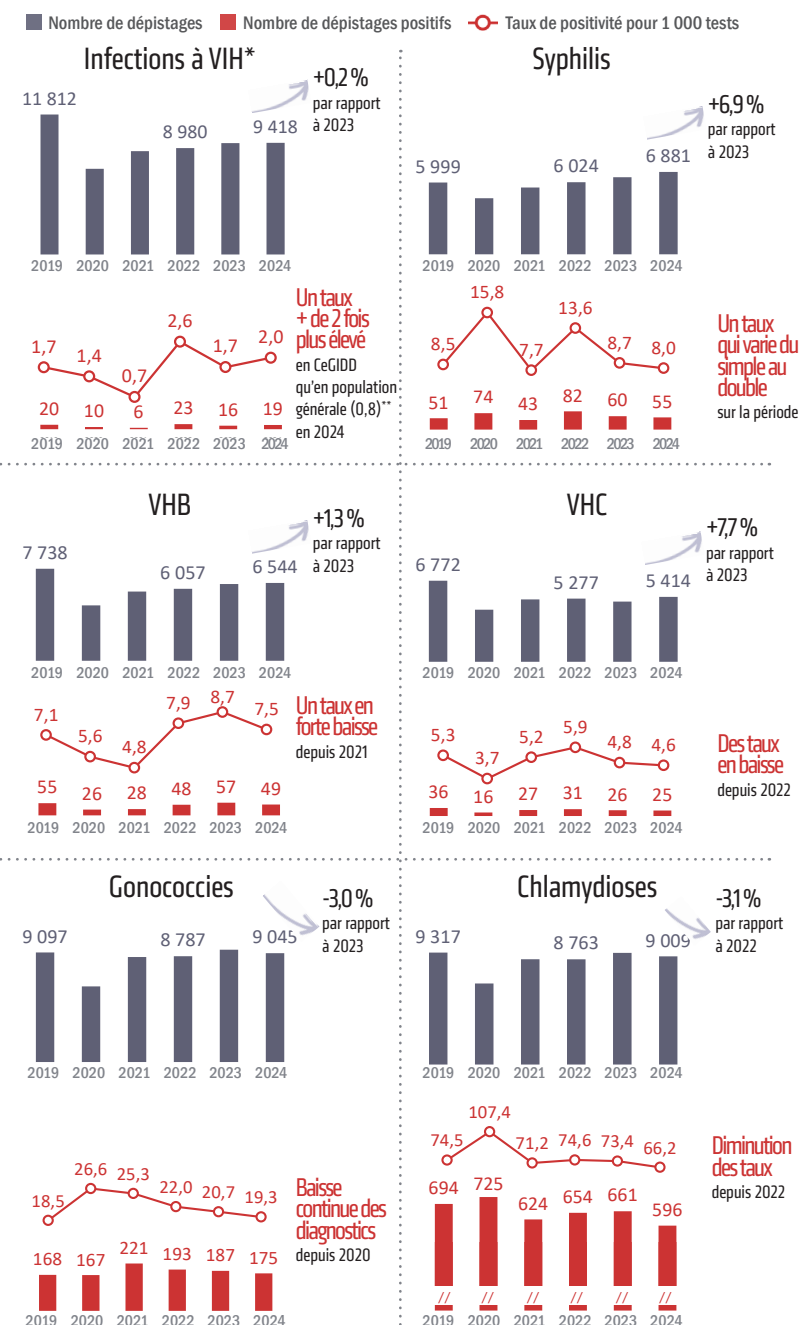 Nombre de dépistages Nombre de dépistages positifs Taux de positivité pour 1 000 tests
Infections à VIH*
+0,2 %
par rapport
à 2023
11 812
8 980
9 418
2019 2020 2021 2022 2023 2024
Un taux
+ de 2 fois
plus élevé
en CeGIDD
qu'en population
générale (0,8)**
en 2024
1,7 1,4 0,7 2,6 1,7 2,0
20 10 6 23 16 19
2019 2020 2021 2022 2023 2024
Syphilis
+6,9 %
par rapport
à 2023
5 999
6 024
6 881
2019 2020 2021 2022 2023 2024
8,5 15,8 7,7 13,6 8,7 8,0
Un taux
qui varie du
simple au
double
sur la période
51 74 43 82 60 55
2019 2020 2021 2022 2023 2024
VHB
+1,3 %
par rapport
à 2023
7 738
6 057
6 544
2019 2020 2021 2022 2023 2024
7,1 5,6 4,8 7,9 8,7 7,5
Un taux en
forte baisse
depuis 2021
55 26 28 48 57 49
2019 2020 2021 2022 2023 2024
VHC
+7,7 %
par rapport
à 2023
6 772
5 277
5 414
2019 2020 2021 2022 2023 2024
5,3 3,7 5,2 5,9 4,8 4,6
Des taux
en baisse
depuis 2022
36 16 27 31 26 25
2019 2020 2021 2022 2023 2024
Gonococcies
-3,0 %
par rapport
à 2023
9 097
8 787
9 045
2019 2020 2021 2022 2023 2024
18,5 26,6 25,3 22,0 20,7 19,3
Baisse
continue des
diagnostics
depuis 2020
168 167 221 193 187 175
2019 2020 2021 2022 2023 2024
Chlamydioses
-3,1 %
par rapport
à 2022
9 317
8 763
9 009
2019 2020 2021 2022 2023 2024
74,5 107,4 71,2 74,6 73,4 66,2
Diminution
des taux
depuis 2022
694 725 624 654 661 596
// // // // // //
2019 2020 2021 2022 2023 2024